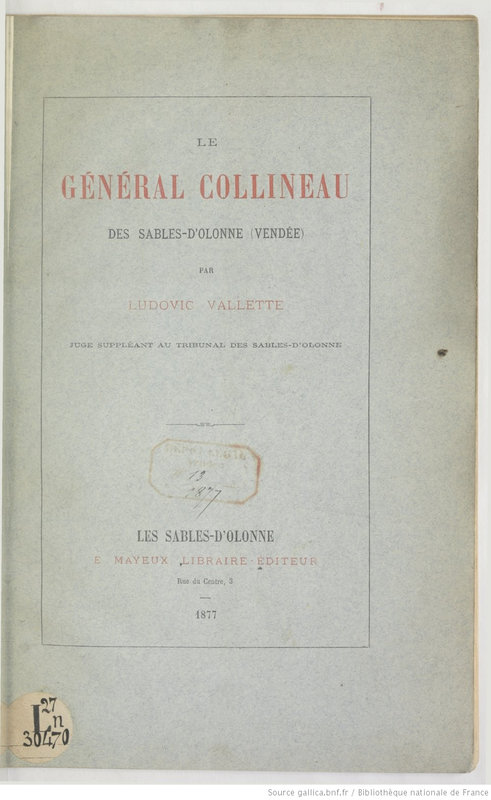 LE
GÉNÉRAL COLLINEAU
DES SABLES-D'OLONNE (VENDÉE)
PAR
LUDOVIC VALLETTE
JUGE SUPPLÉANT AU TRIBUNAL DES SABLES-D'OLONNE
13
1877
LES SABLES-D'OLONNE
E. MAYEUX, LIBRAIRE-ÉDITEUR
Rue du Centre, 3
1877
27
Ln
30470
Source gallica.bnf.fr / Bibliothèque nationale de France